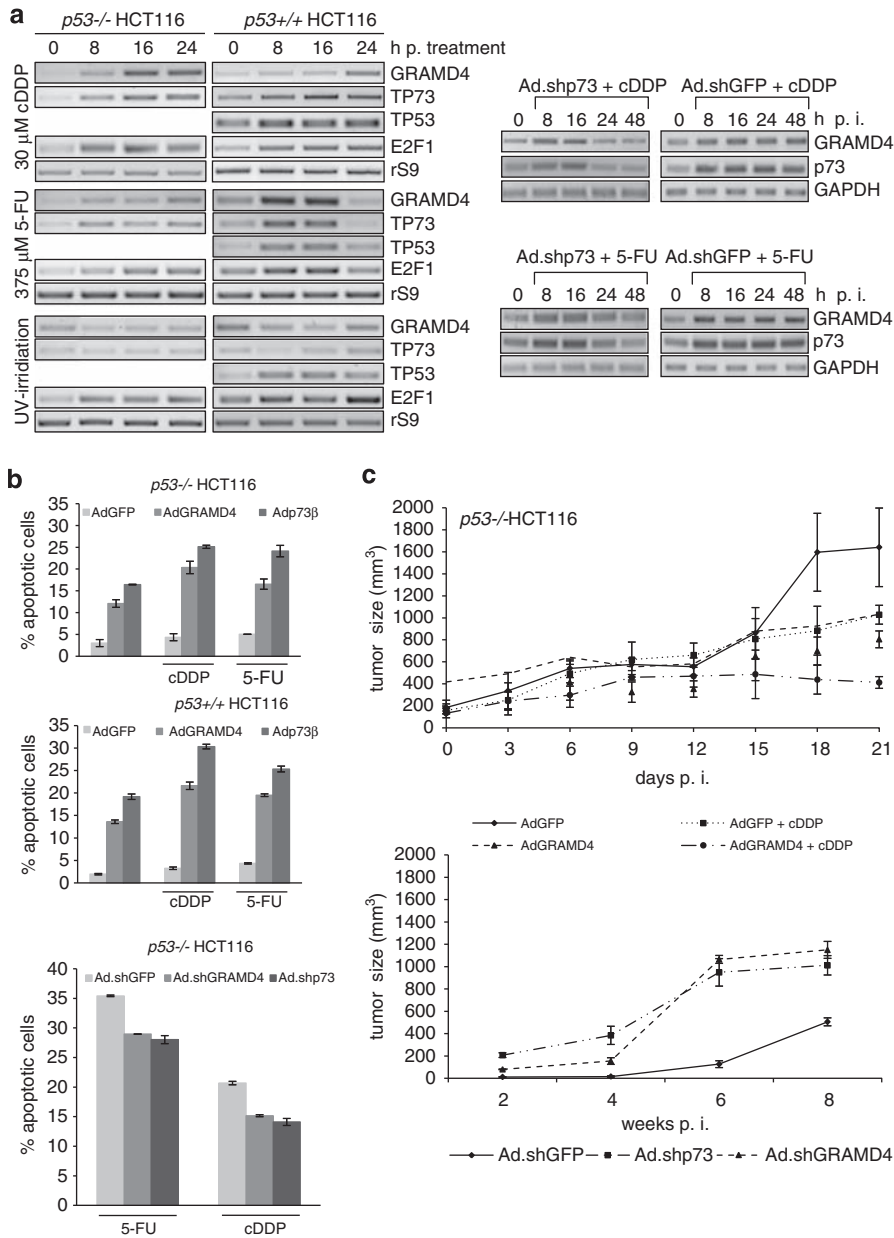 a
p53-/- HCT116
p53+/+ HCT116
0 8 16 24
0 8 16 24
h p. treatment
30 µM cDDP
GRAMD4
TP73
TP53
E2F1
rS9
375 µM 5-FU
GRAMD4
TP73
TP53
E2F1
rS9
UV-irridiation
GRAMD4
TP73
TP53
E2F1
rS9
Ad.shp73 + cDDP
Ad.shGFP + cDDP
0 8 16 24 48
0 8 16 24 48
h p. i.
GRAMD4
p73
GAPDH
Ad.shp73 + 5-FU
Ad.shGFP + 5-FU
0 8 16 24 48
0 8 16 24 48
h p. i.
GRAMD4
p73
GAPDH
b
p53-/- HCT116
AdGFP AdGRAMD4 Adp73β
% apoptotic cells
35
30
25
20
15
10
5
0
cDDP
5-FU
p53+/+ HCT116
AdGFP AdGRAMD4 Adp73β
% apoptotic cells
35
30
25
20
15
10
5
0
cDDP
5-FU
p53-/- HCT116
Ad.shGFP Ad.shGRAMD4 Ad.shp73
% apoptotic cells
40
35
30
25
20
15
10
5
0
5-FU
cDDP
c
p53-/-HCT116
tumor size (mm³)
2000
1800
1600
1400
1200
1000
800
600
400
200
0
0 3 6 9 12 15 18 21
days p. i.
AdGFP
AdGFP + cDDP
AdGRAMD4
AdGRAMD4 + cDDP
tumor size (mm³)
2000
1800
1600
1400
1200
1000
800
600
400
200
0
2 4 6 8
weeks p. i.
Ad.shGFP Ad.shp73 Ad.shGRAMD4